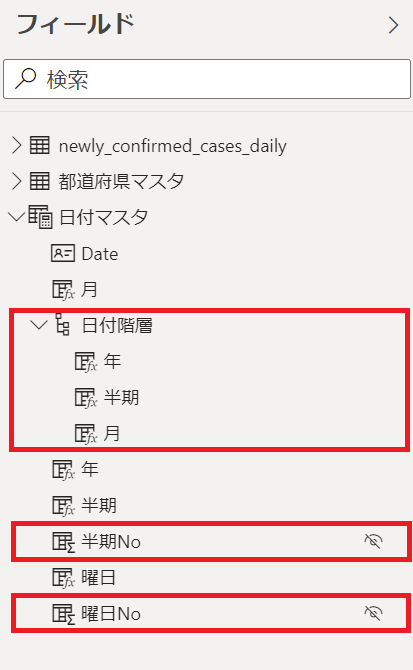 フィールド
検索
newly_confirmed_cases_daily
都道府県マスタ
日付マスタ
Date
月
日付階層
年
半期
月
年
半期
半期No
曜日
曜日No